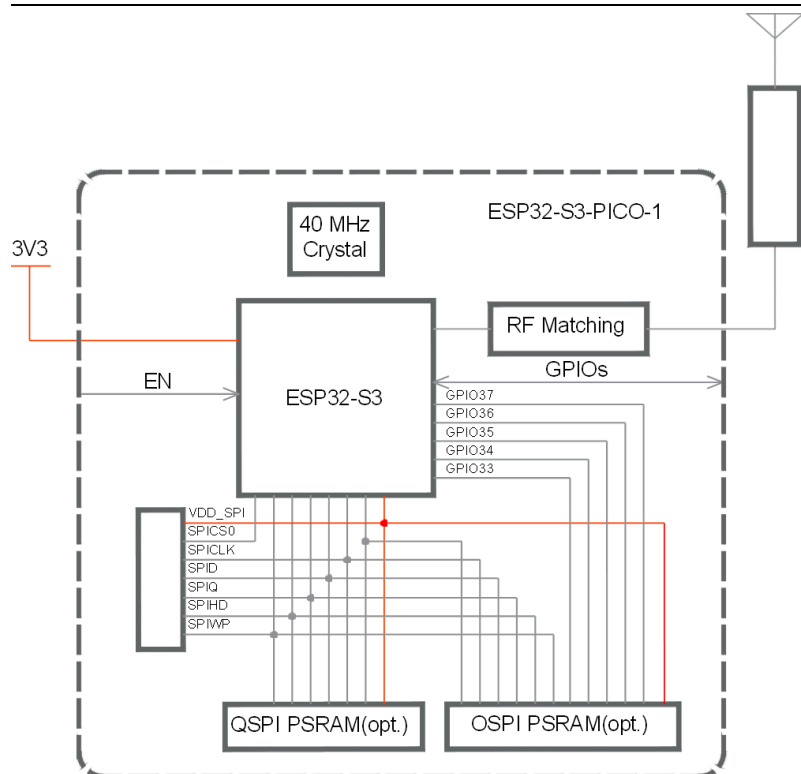 ESP32-S3-PICO-1
40 MHz
Crystal
3V3
RF Matching
GPIOs
EN
ESP32-S3
GPIO37
GPIO36
GPIO35
GPIO34
GPIO33
VDD_SPI
SPICS0
SPICLK
SPID
SPIQ
SPIHD
SPIWP
QSPI PSRAM(opt.)
OSPI PSRAM(opt.)